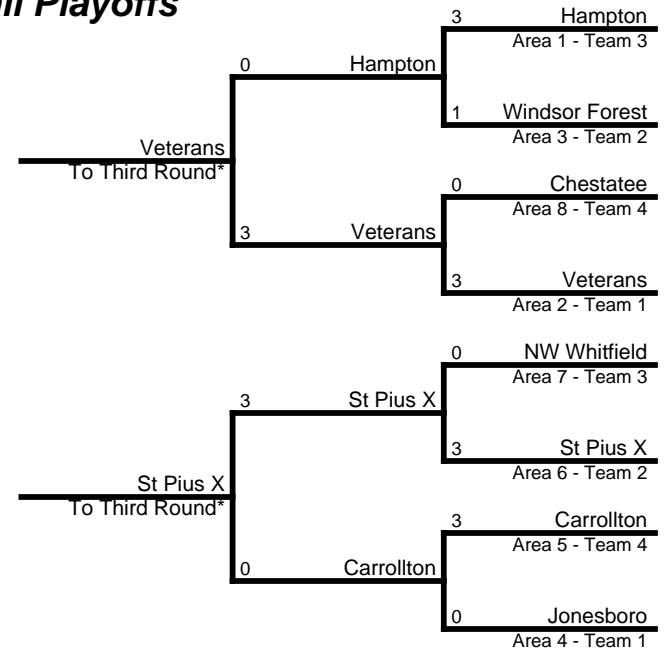 Playoffs
3 Hampton
Area 1 - Team 3
0 Hampton
1 Windsor Forest
Area 3 - Team 2
Veterans
To Third Round*
0 Chestatee
Area 8 - Team 4
3 Veterans
3 Veterans
Area 2 - Team 1
0 NW Whitfield
Area 7 - Team 3
3 St Pius X
3 St Pius X
Area 6 - Team 2
St Pius X
To Third Round*
3 Carrollton
Area 5 - Team 4
0 Carrollton
0 Jonesboro
Area 4 - Team 1